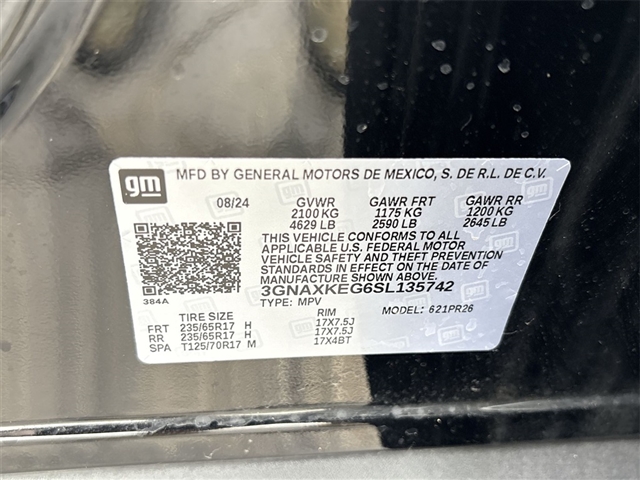 gm
MFD BY GENERAL MOTORS DE MEXICO, S. DE R.L. DE C.V.
08/24 GVWR GAWR FRT GAWR RR
2100 KG 1175 KG 1200 KG
4629 LB 2590 LB 2645 LB
THIS VEHICLE CONFORMS TO ALL
APPLICABLE U.S. FEDERAL MOTOR
VEHICLE SAFETY AND THEFT PREVENTION
STANDARDS IN EFFECT ON THE DATE OF
MANUFACTURE SHOWN ABOVE.
384A 3GNAXKEG6SL135742
TYPE: MPV MODEL: 621PR26
TIRE SIZE RIM
FRT 235/65R17 H 17X7.5J
RR 235/65R17 H 17X7.5J
SPA T125/70R17 M 17X4BT